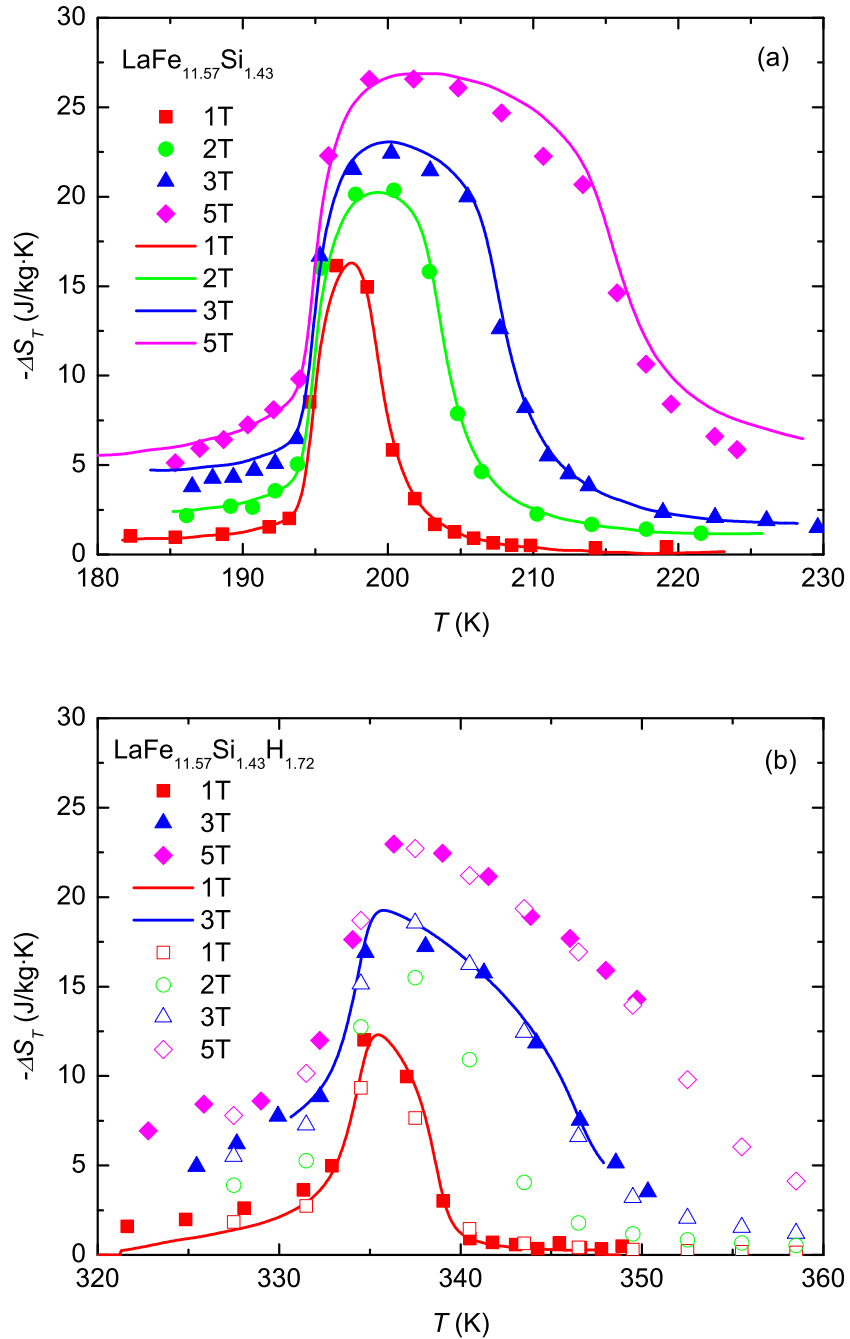 30
(a)
LaFe11.57Si1.43
25
1T
2T
20
3T
5T
15
1T
2T
10
3T
5T
5
0
-ΔS_T (J/kg·K)
180 190 200 210 220 230
T (K)
30
LaFe11.57Si1.43H1.72
(b)
25
1T
3T
20
5T
1T
15
3T
1T
10
2T
3T
5
5T
0
-ΔS_T (J/kg·K)
320 330 340 350 360
T (K)